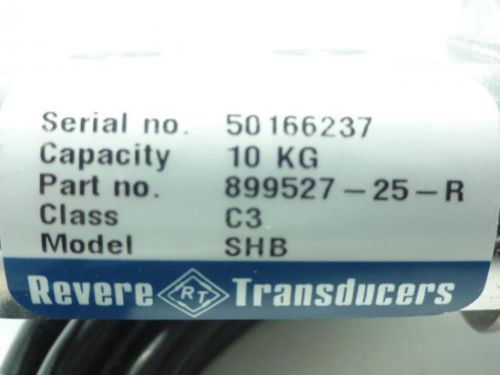 Serial no. 50166237
Capacity 10 KG
Part no. 899527-25-R
Class C3
Model SHB
Revere RT Transducers